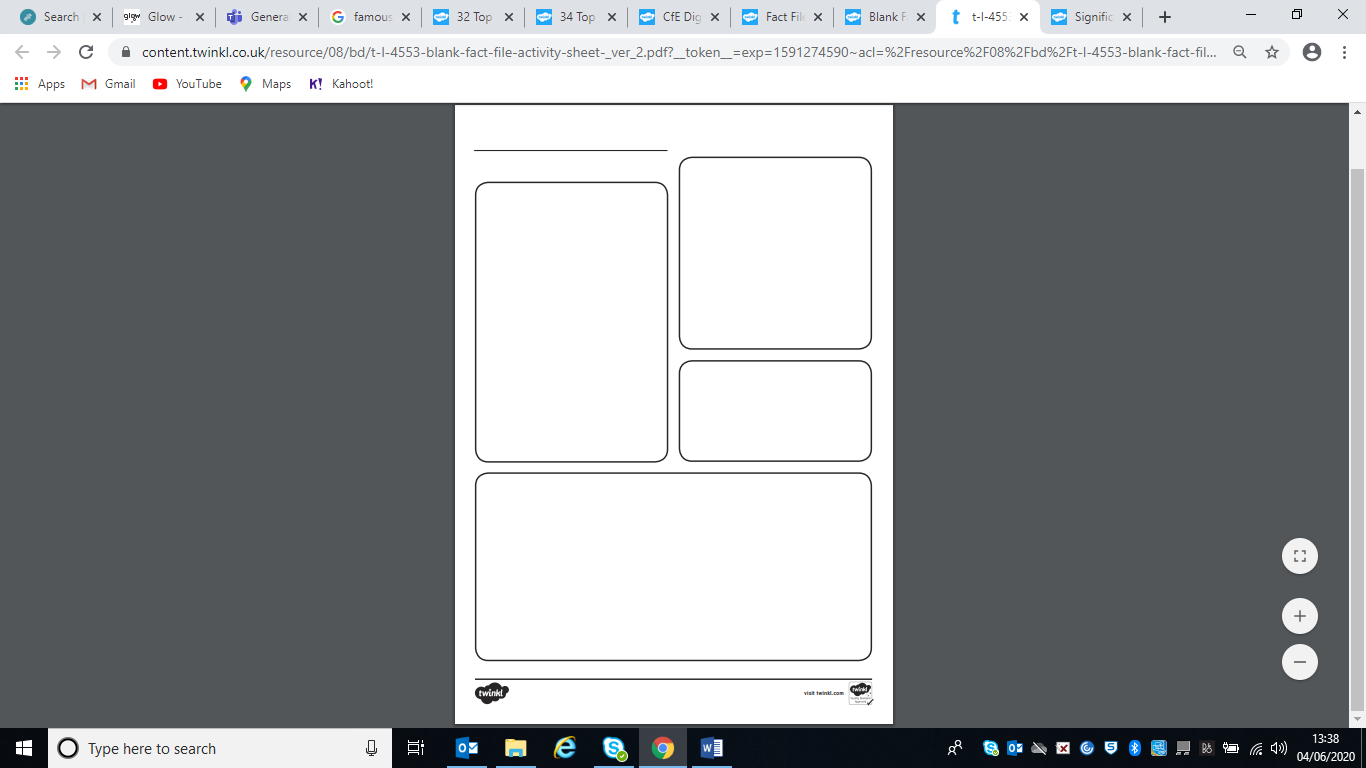 Search
Glow -
Genera
famous
32 Top
34 Top
CfE Dig
Fact File
Blank F
t-l-4553
Signific
content.twinkl.co.uk/resource/08/bd/t-l-4553-blank-fact-file-activity-sheet-_ver_2.pdf?__token__=exp=1591274590~acl=%2Fresource%2F08%2Fbd%2Ft-l-4553-blank-fact-fil...
Apps
Gmail
YouTube
Maps
K! Kahoot!
twinkl
visit twinkl.com
twinkl
Type here to search
13:38
04/06/2020